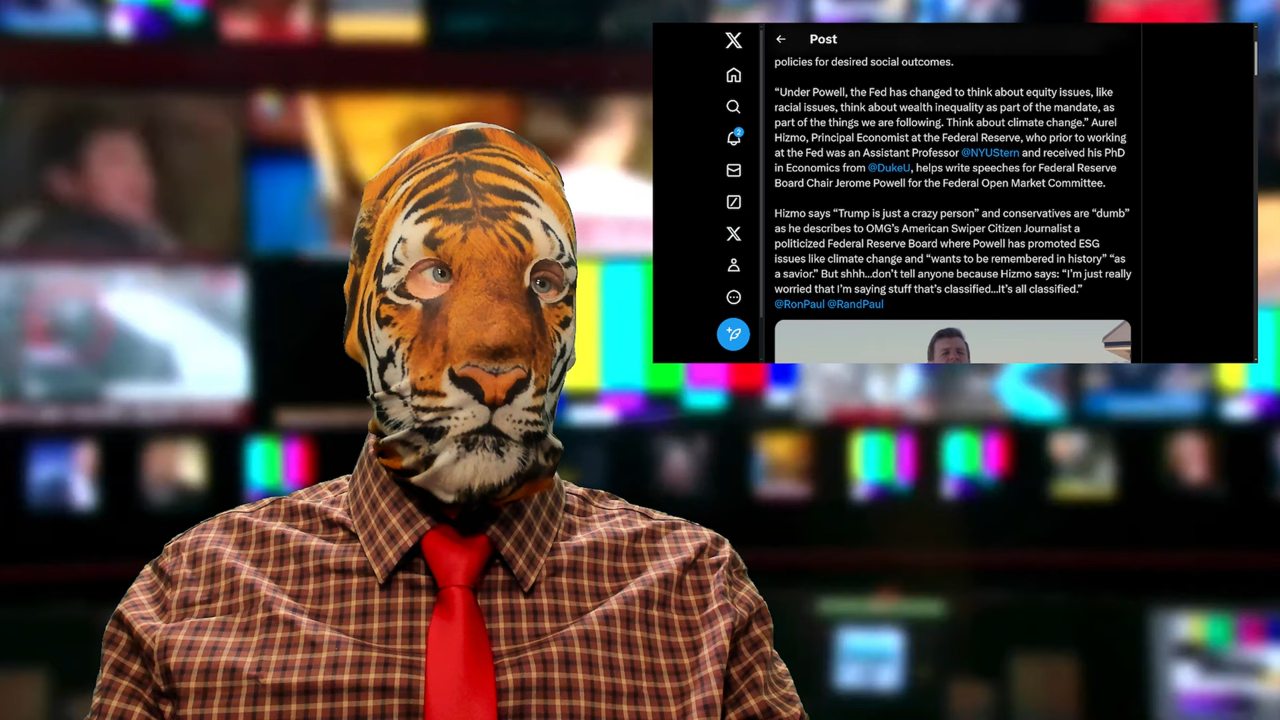 Post
policies for desired social outcomes.
“Under Powell, the Fed has changed to think about equity issues, like
racial issues, think about wealth inequality as part of the mandate, as
part of the things we are following. Think about climate change.” Aurel
Hizmo, Principal Economist at the Federal Reserve, who prior to working
at the Fed was an Assistant Professor @NYUStern and received his PhD
in Economics from @DukeU, helps write speeches for Federal Reserve
Board Chair Jerome Powell for the Federal Open Market Committee.
Hizmo says “Trump is just a crazy person” and conservatives are “dumb”
as he describes to OMG’s American Swiper Citizen Journalist a
politicized Federal Reserve Board where Powell has promoted ESG
issues like climate change and “wants to be remembered in history” “as
a savior.” But shhh...don’t tell anyone because Hizmo says: “I’m just really
worried that I’m saying stuff that’s classified...It’s all classified.”
@RonPaul @RandPaul
2